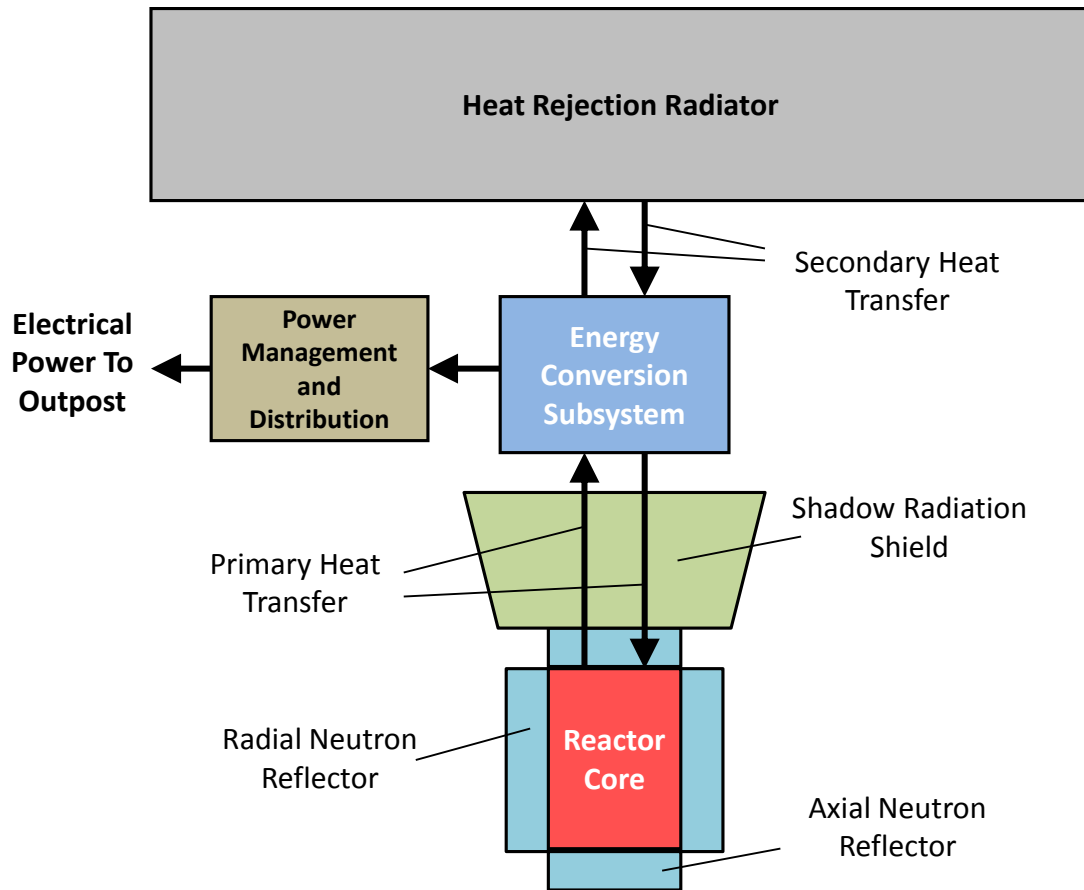 Heat Rejection Radiator
Secondary Heat
Transfer
Electrical
Power To
Outpost
Power
Management
and
Distribution
Energy
Conversion
Subsystem
Shadow Radiation
Shield
Primary Heat
Transfer
Radial Neutron
Reflector
Reactor
Core
Axial Neutron
Reflector